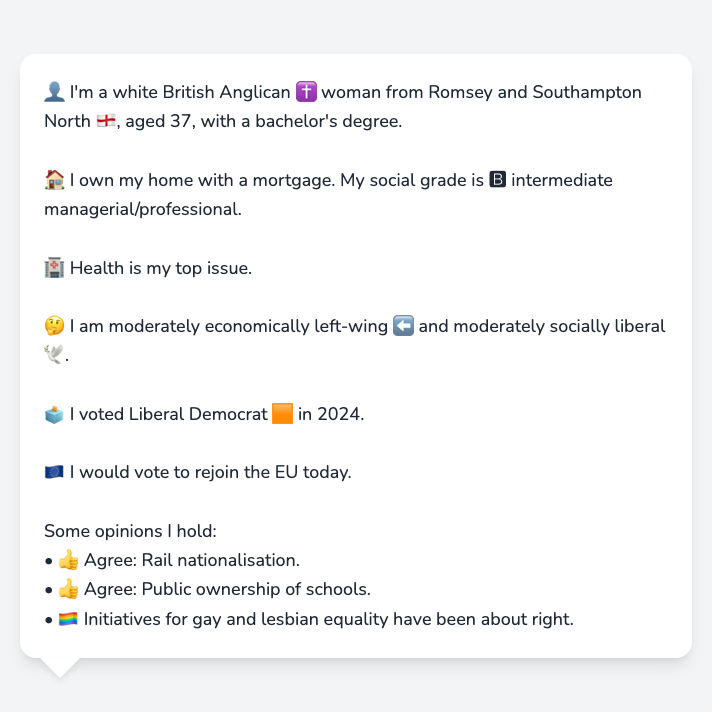 👤 I'm a white British Anglican ✝️ woman from Romsey and Southampton
North 🏴󠁧󠁢󠁥󠁮󠁧󠁿, aged 37, with a bachelor's degree.
🏠 I own my home with a mortgage. My social grade is 🅱 intermediate
managerial/professional.
🏥 Health is my top issue.
🤔 I am moderately economically left-wing ⬅️ and moderately socially liberal
🕊️.
🗳️ I voted Liberal Democrat 🟧 in 2024.
🇪🇺 I would vote to rejoin the EU today.
Some opinions I hold:
• 👍 Agree: Rail nationalisation.
• 👍 Agree: Public ownership of schools.
• 🏳️‍🌈 Initiatives for gay and lesbian equality have been about right.